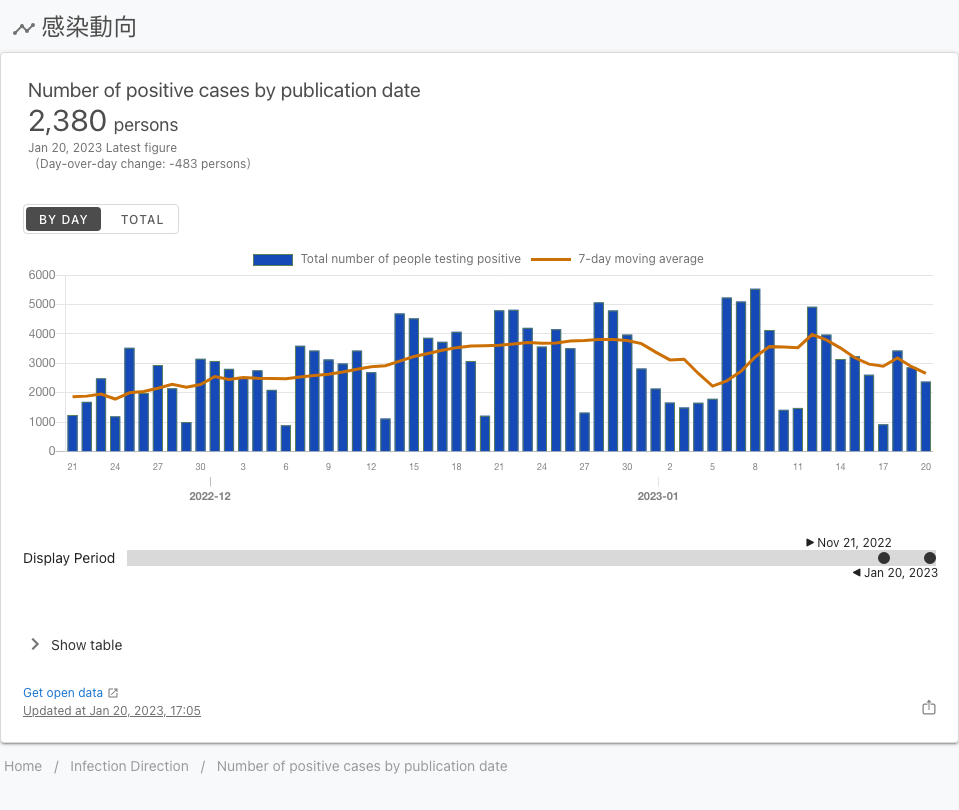 感染動向
Number of positive cases by publication date
2,380 persons
Jan 20, 2023 Latest figure
(Day-over-day change: -483 persons)
BY DAY TOTAL
Total number of people testing positive 7-day moving average
6000
5000
4000
3000
2000
1000
0
21 24 27 30 3 6 9 12 15 18 21 24 27 30 2 5 8 11 14 17 20
2022-12 2023-01
Nov 21, 2022
Display Period
Jan 20, 2023
Show table
Get open data
Updated at Jan 20, 2023, 17:05
Home / Infection Direction / Number of positive cases by publication date